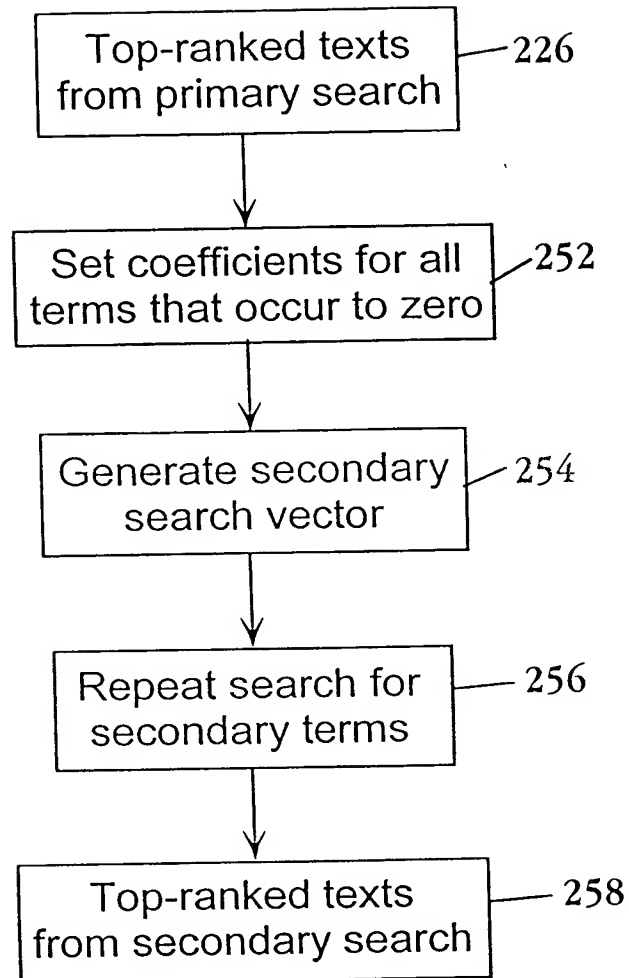 Top-ranked texts
from primary search
226
Set coefficients for all
terms that occur to zero
252
Generate secondary
search vector
254
Repeat search for
secondary terms
256
Top-ranked texts
from secondary search
258